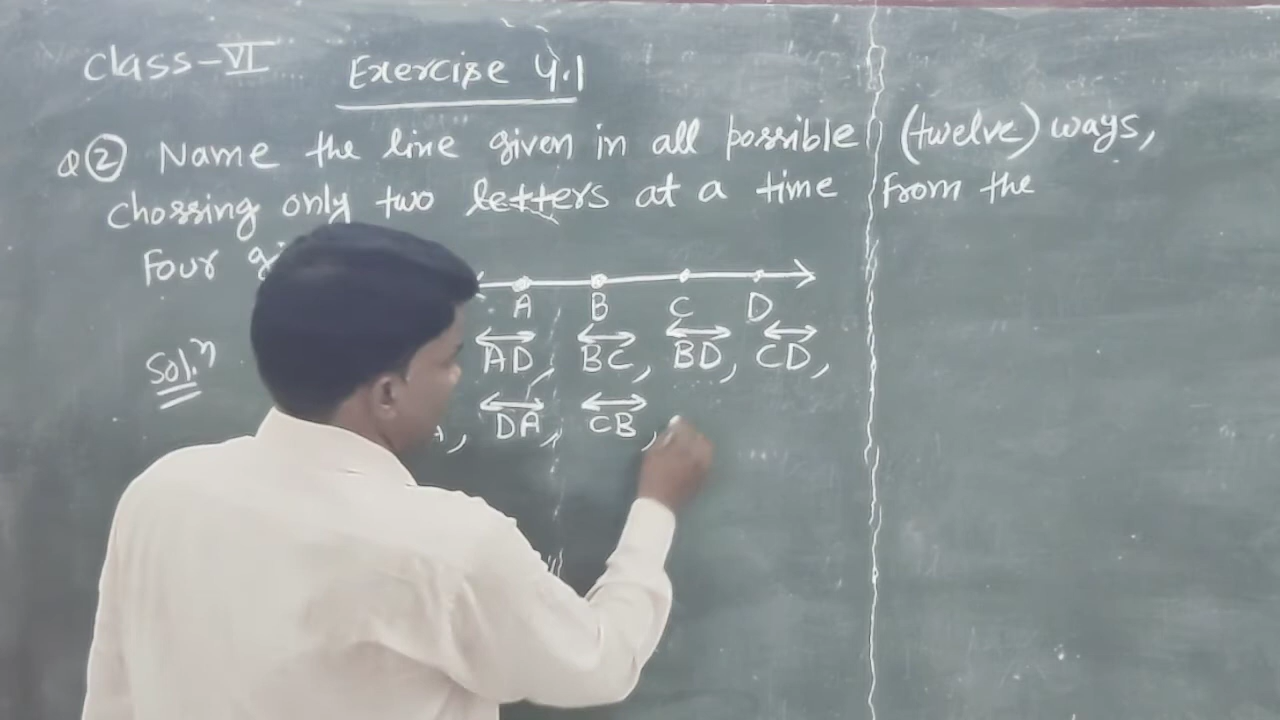 Class-VI Exercise 4.1
Q② Name the line given in all possible (twelve) ways,
Chossing only two letters at a time from the
Four
A B C D
Sol.ⁿ AD, BC, BD, CD,
A, DA, CB,